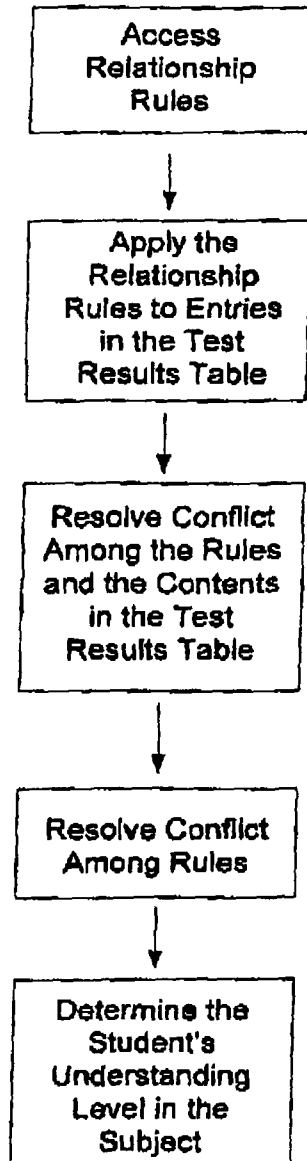 Access
Relationship
Rules
Apply the
Relationship
Rules to Entries
in the Test
Results Table
Resolve Conflict
Among the Rules
and the Contents
in the Test
Results Table
Resolve Conflict
Among Rules
Determine the
Student's
Understanding
Level in the
Subject